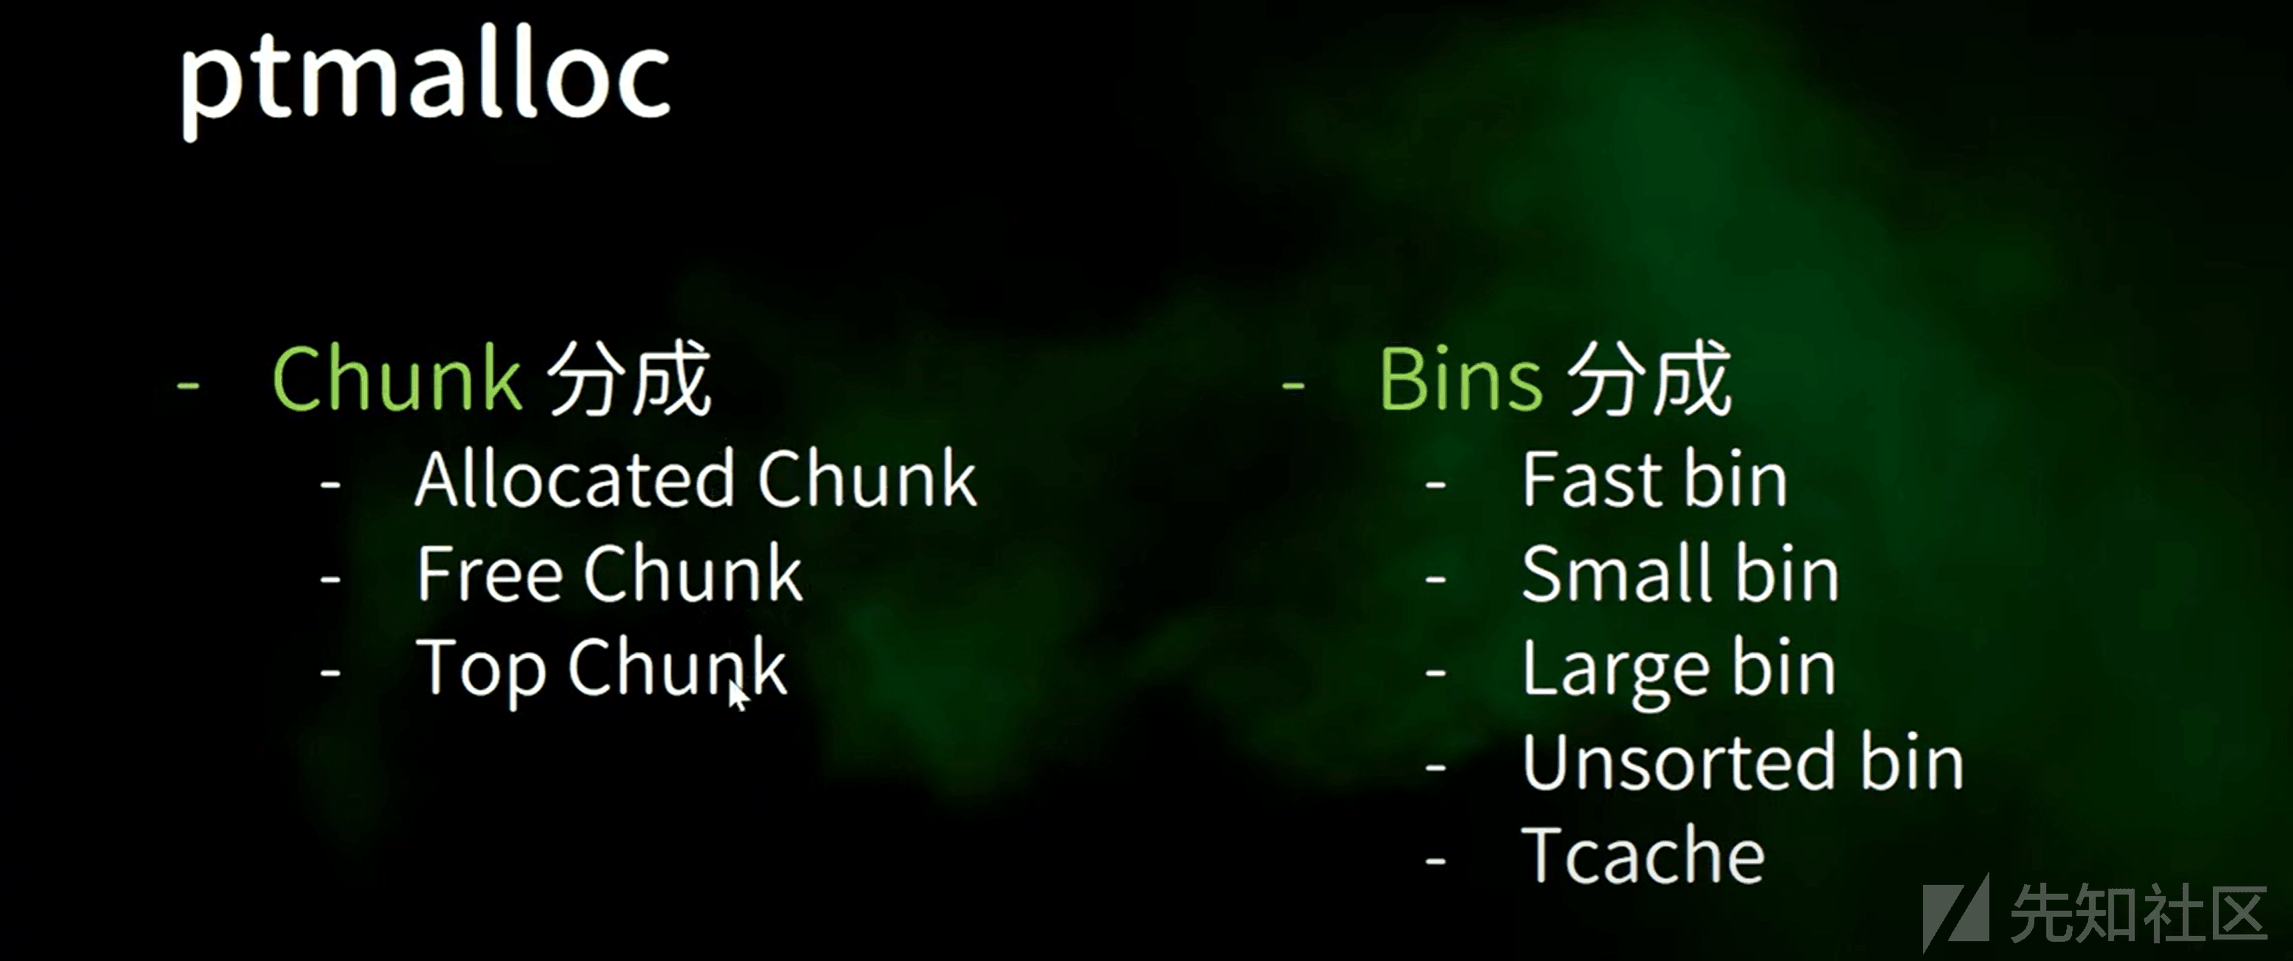 ptmalloc
- Chunk 分成
- Allocated Chunk
- Free Chunk
- Top Chunk
- Bins 分成
- Fast bin
- Small bin
- Large bin
- Unsorted bin
- Tcache
先知社区